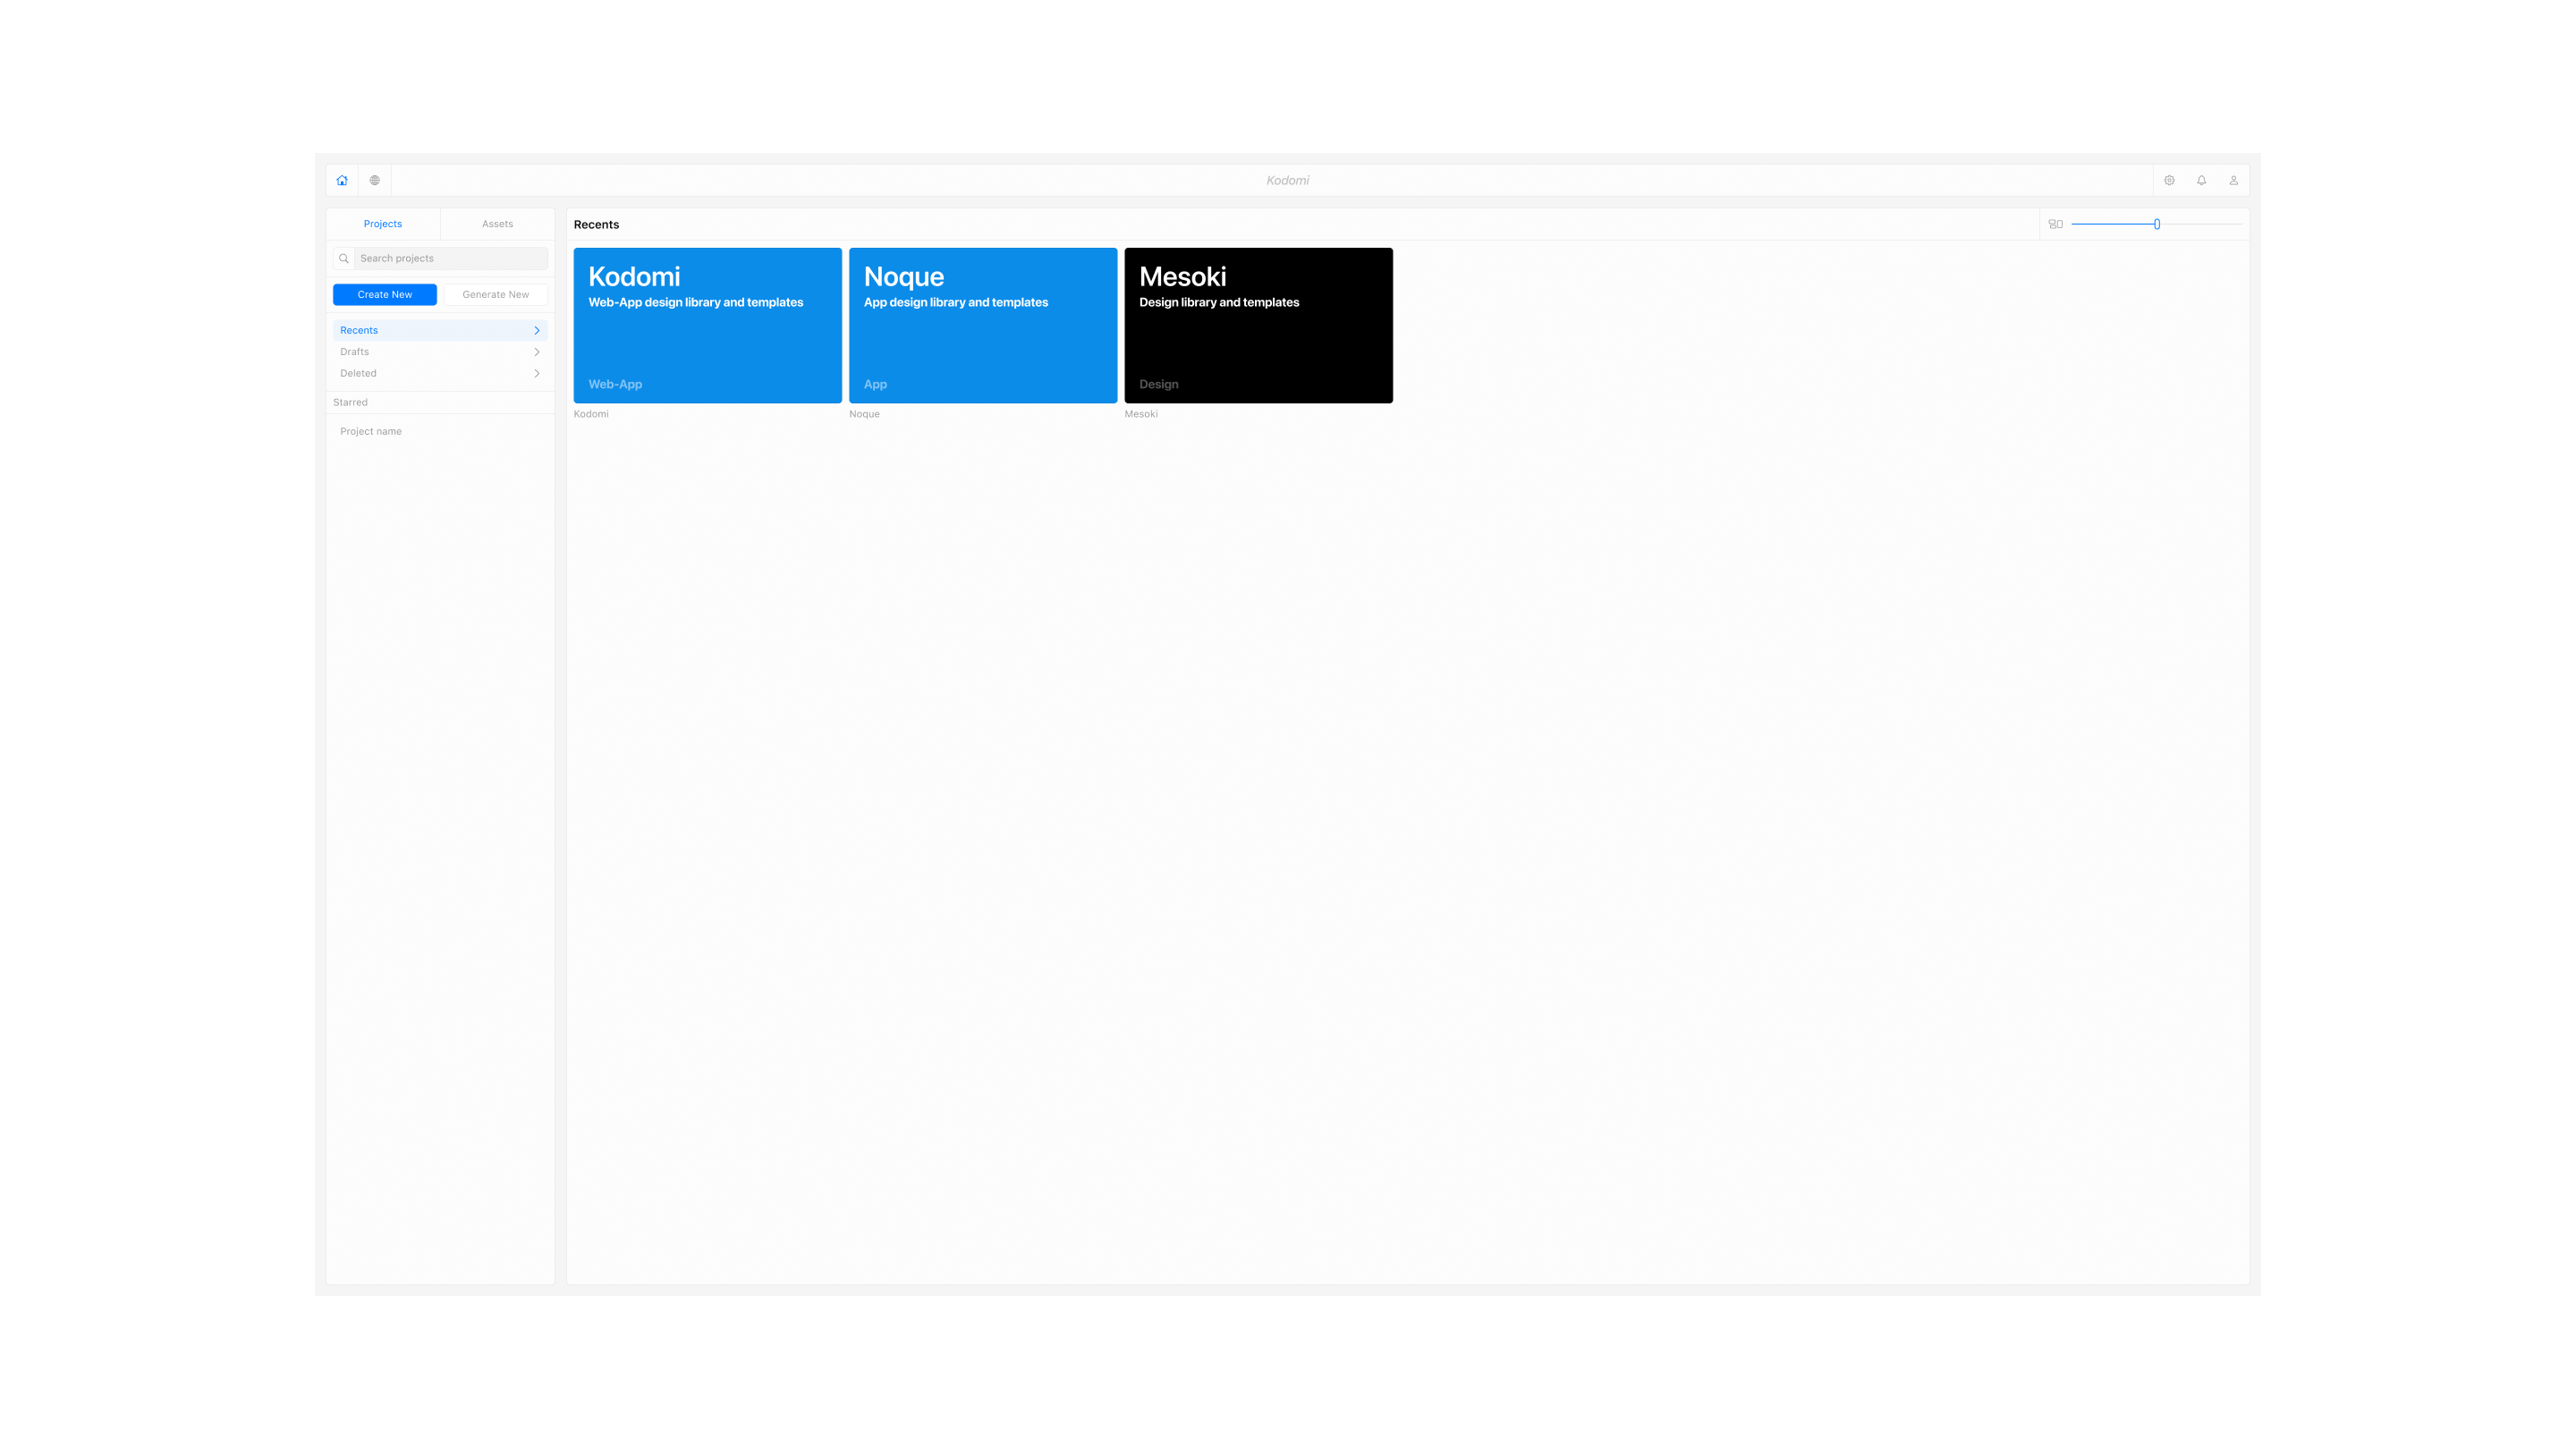 Kodomi
Projects
Assets
Search projects
Create New
Generate New
Recents
Drafts
Deleted
Starred
Project name
Recents
Kodomi
Web-App design library and templates
Web-App
Kodomi
Noque
App design library and templates
App
Noque
Mesoki
Design library and templates
Design
Mesoki